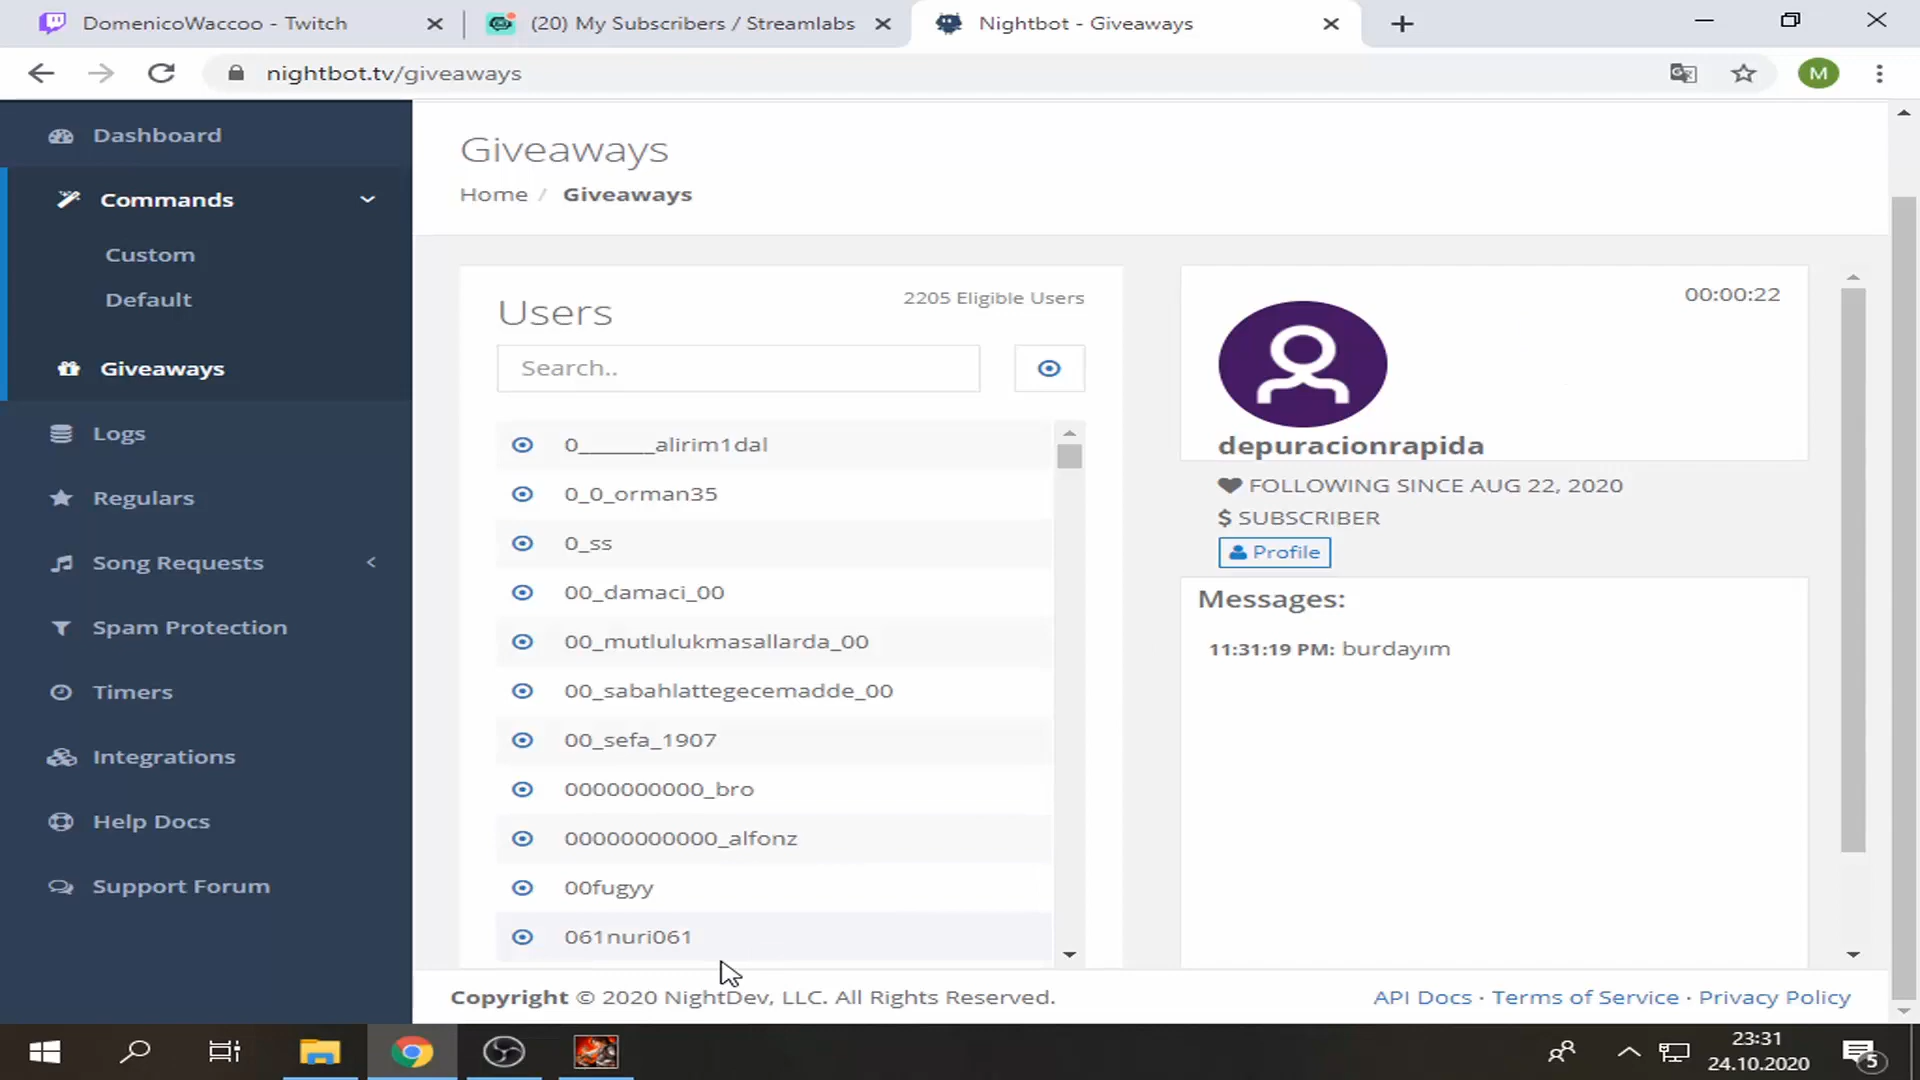 DomenicoWaccoo - Twitch
(20) My Subscribers / Streamlabs
Nightbot - Giveaways
nightbot.tv/giveaways
M
Dashboard
Commands
Custom
Default
Giveaways
Logs
Regulars
Song Requests
Spam Protection
Timers
Integrations
Help Docs
Support Forum
Giveaways
Home / Giveaways
Users
2205 Eligible Users
Search..
0_______alirim1dal
0_0_orman35
0_ss
00_damaci_00
00_mutlulukmasallarda_00
00_sabahlattegecemadde_00
00_sefa_1907
0000000000_bro
00000000000_alfonz
00fugyy
061nuri061
00:00:22
depuracionrapida
FOLLOWING SINCE AUG 22, 2020
$ SUBSCRIBER
Profile
Messages:
11:31:19 PM: burdayım
Copyright © 2020 NightDev, LLC. All Rights Reserved.
API Docs · Terms of Service · Privacy Policy
23:31
24.10.2020
5